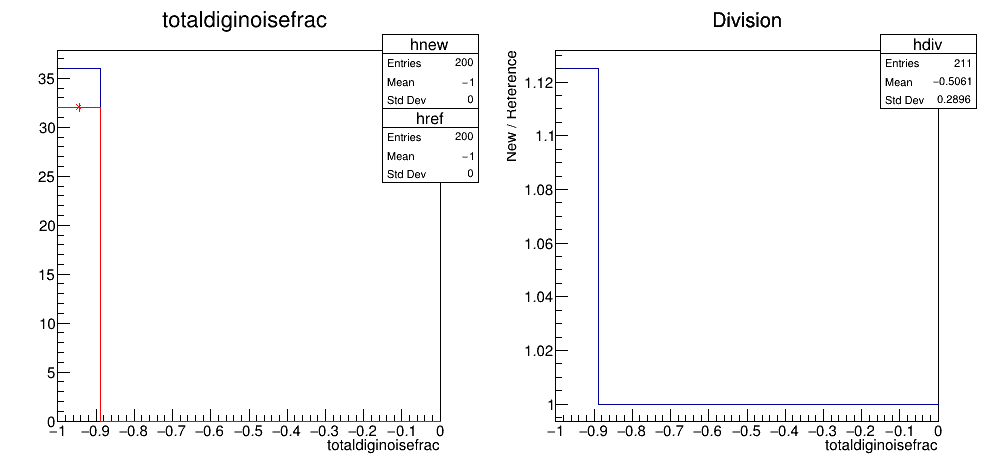 totaldiginoisefrac
hnew
Entries 200
Mean −1
Std Dev 0
href
Entries 200
Mean −1
Std Dev 0
35
30
25
20
15
10
5
0
−1 −0.9 −0.8 −0.7 −0.6 −0.5 −0.4 −0.3 −0.2 −0.1 0
totaldiginoisefrac
Division
hdiv
Entries 211
Mean −0.5061
Std Dev 0.2896
New / Reference
1.12
1.1
1.08
1.06
1.04
1.02
1
−1 −0.9 −0.8 −0.7 −0.6 −0.5 −0.4 −0.3 −0.2 −0.1 0
totaldiginoisefrac